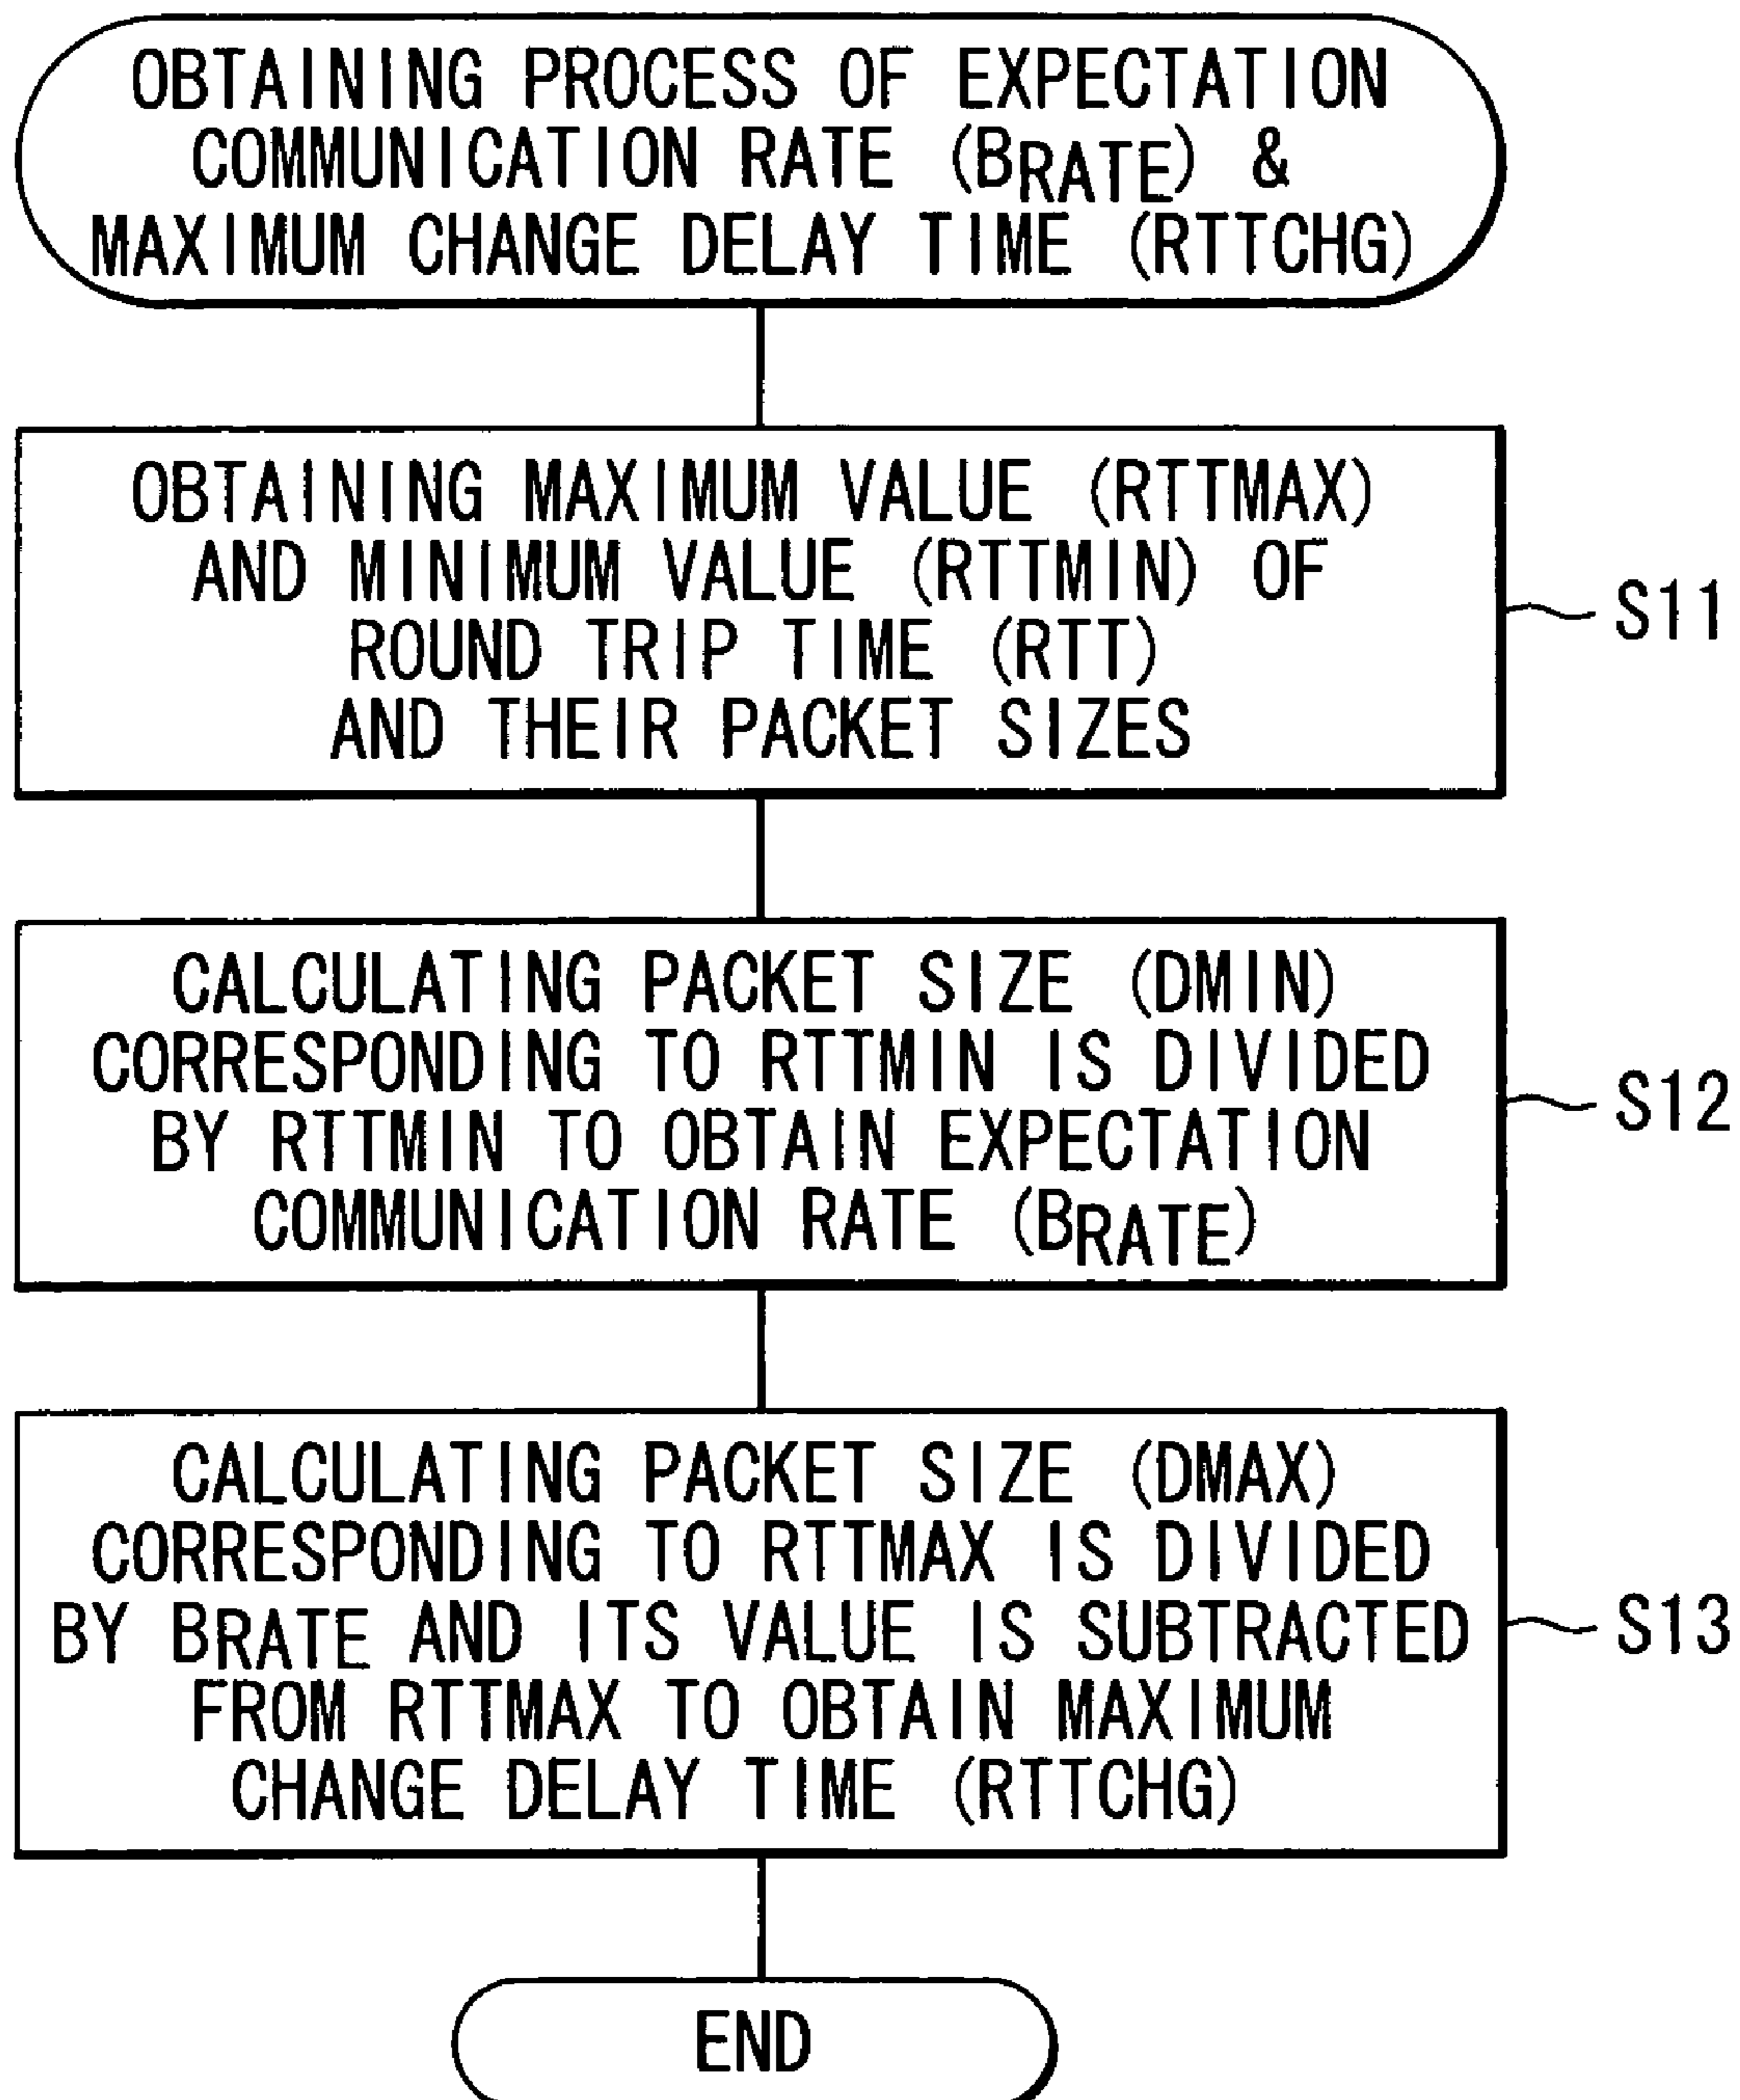 OBTAINING PROCESS OF EXPECTATION
COMMUNICATION RATE (BRATE) &
MAXIMUM CHANGE DELAY TIME (RTTCHG)
OBTAINING MAXIMUM VALUE (RTTMAX)
AND MINIMUM VALUE (RTTMIN) OF
ROUND TRIP TIME (RTT)
AND THEIR PACKET SIZES
S11
CALCULATING PACKET SIZE (DMIN)
CORRESPONDING TO RTTMIN IS DIVIDED
BY RTTMIN TO OBTAIN EXPECTATION
COMMUNICATION RATE (BRATE)
S12
CALCULATING PACKET SIZE (DMAX)
CORRESPONDING TO RTTMAX IS DIVIDED
BY BRATE AND ITS VALUE IS SUBTRACTED
FROM RTTMAX TO OBTAIN MAXIMUM
CHANGE DELAY TIME (RTTCHG)
S13
END